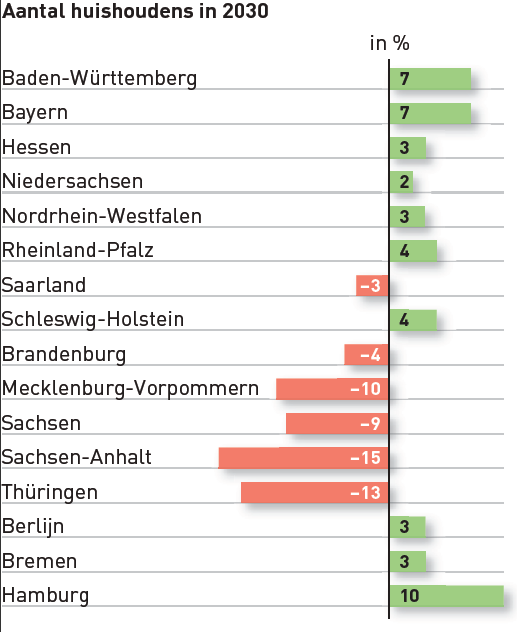 Aantal huishoudens in 2030
in %
Baden-Württemberg 7
Bayern 7
Hessen 3
Niedersachsen 2
Nordrhein-Westfalen 3
Rheinland-Pfalz 4
Saarland –3
Schleswig-Holstein 4
Brandenburg –4
Mecklenburg-Vorpommern –10
Sachsen –9
Sachsen-Anhalt –15
Thüringen –13
Berlijn 3
Bremen 3
Hamburg 10